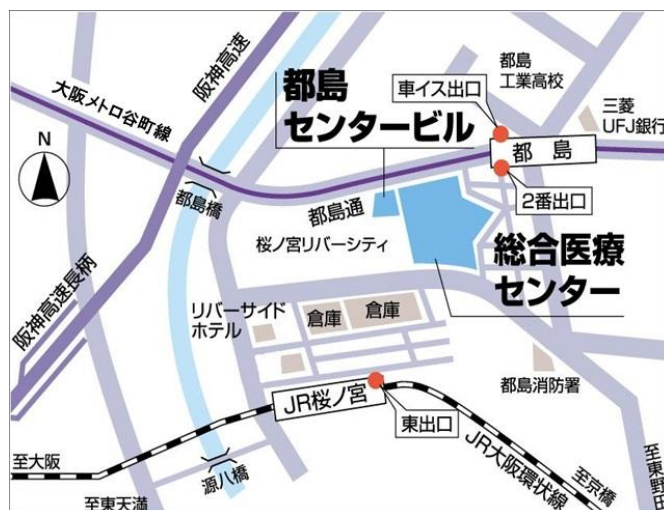 阪神高速
大阪メトロ谷町線
都島
センタービル
車イス出口
都島
工業高校
三菱
UFJ銀行
都島
2番出口
N
都島橋
都島通
桜ノ宮リバーシティ
総合医療
センター
阪神高速長柄
リバーサイド
ホテル
倉庫
倉庫
都島消防署
JR桜ノ宮
東出口
JR大阪環状線
至大阪
至東天満
源八橋
至京橋
至東野田